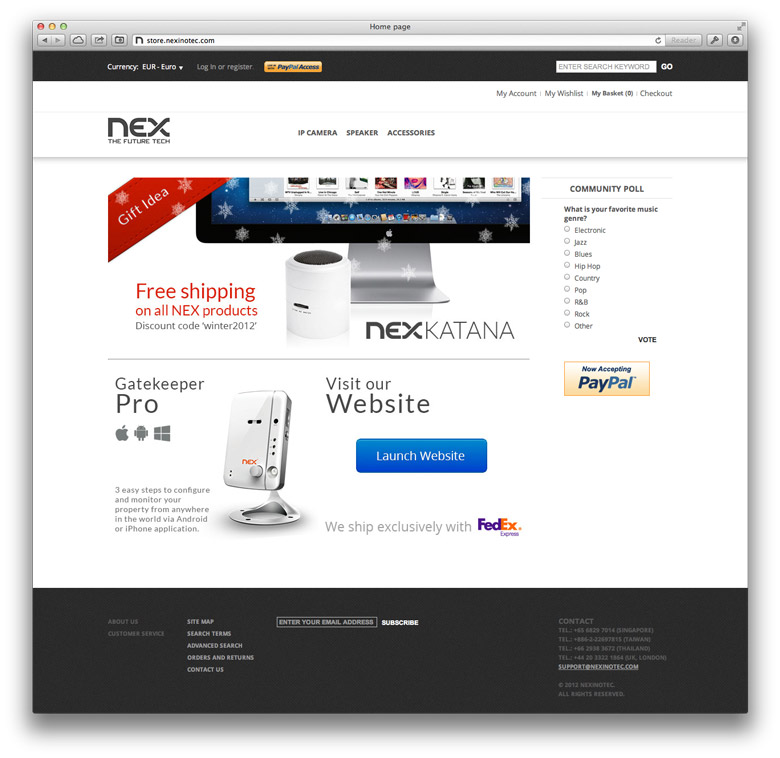 Home page
store.nexinotec.com
Reader
Currency: EUR - Euro
Log In or register
PayPal Access
ENTER SEARCH KEYWORD GO
My Account | My Wishlist | My Basket (0) | Checkout
nex
THE FUTURE TECH
IP CAMERA SPEAKER ACCESSORIES
Gift Idea
Free shipping
on all NEX products
Discount code 'winter2012'
nex KATANA
COMMUNITY POLL
What is your favorite music
genre?
Electronic
Jazz
Blues
Hip Hop
Country
Pop
R&B
Rock
Other
VOTE
Now Accepting
PayPal
Gatekeeper
Pro
3 easy steps to configure
and monitor your
property from anywhere
in the world via Android
or iPhone application.
nex
Visit our
Website
Launch Website
We ship exclusively with FedEx
Express
ABOUT US
CUSTOMER SERVICE
SITE MAP
SEARCH TERMS
ADVANCED SEARCH
ORDERS AND RETURNS
CONTACT US
ENTER YOUR EMAIL ADDRESS SUBSCRIBE
CONTACT
TEL.: +65 6829 7014 (SINGAPORE)
TEL.: +886-2-22697815 (TAIWAN)
TEL.: +66 2938 5672 (THAILAND)
TEL.: +44 20 3322 1864 (UK, LONDON)
SUPPORT@NEXINOTEC.COM
© 2012 NEXINOTEC.
ALL RIGHTS RESERVED.